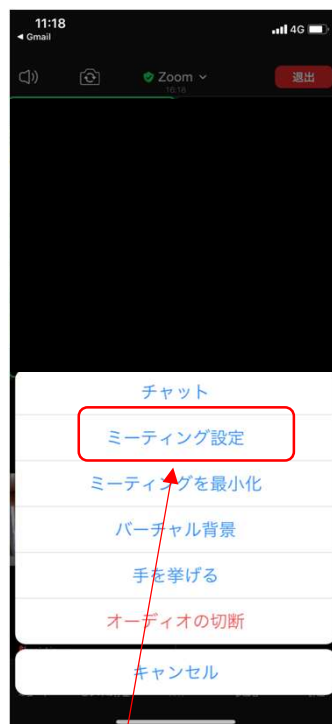 11:18
◀ Gmail
4G
Zoom
16:18
退出
チャット
ミーティング設定
ミーティングを最小化
バーチャル背景
手を挙げる
オーディオの切断
キャンセル